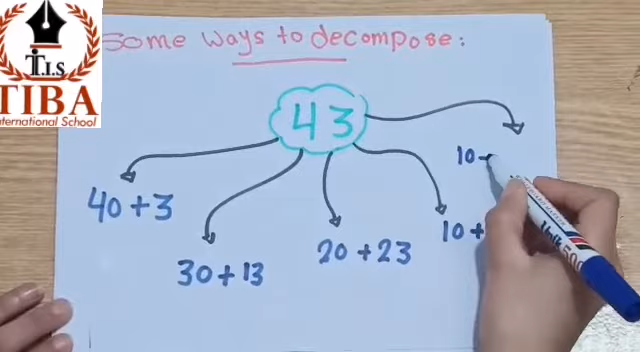 Some ways to decompose:
43
40+3
30+13
20+23
10+
10
T.I.S
TIBA
International School